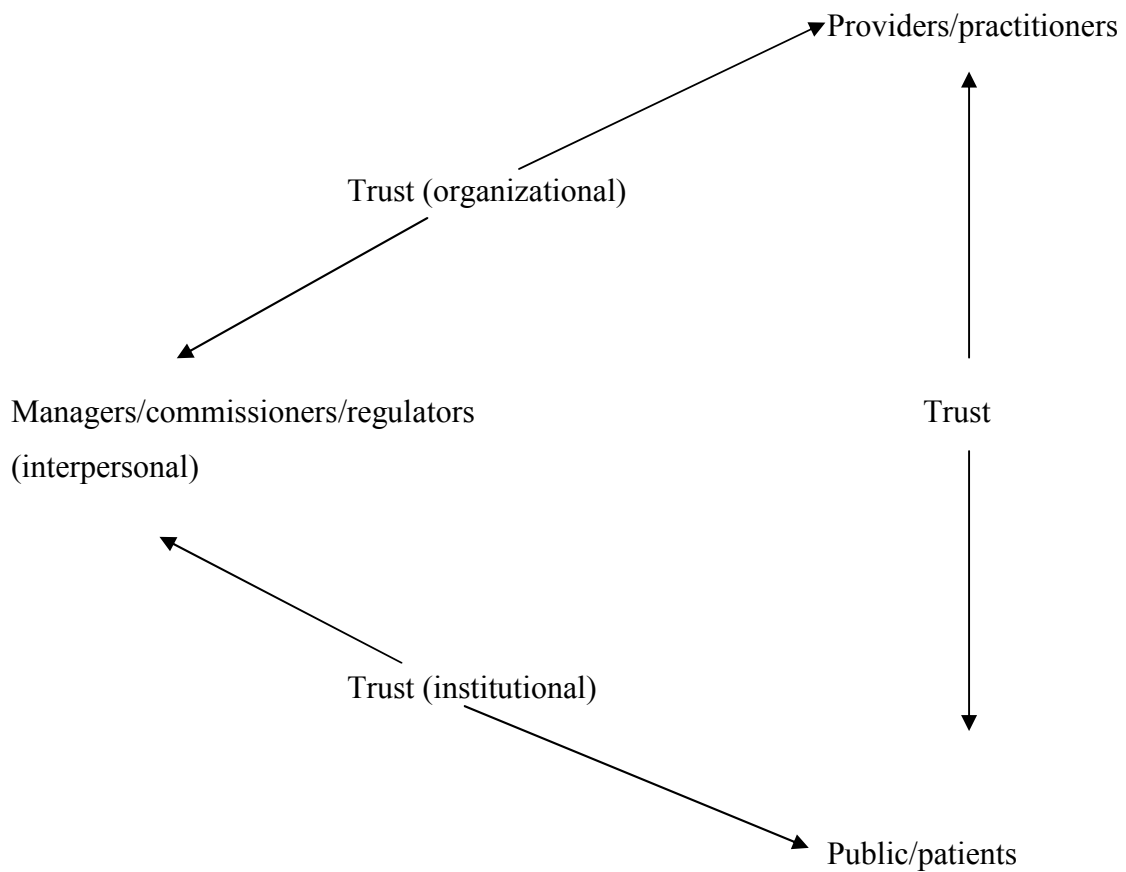 Providers/practitioners
Trust (organizational)
Managers/commissioners/regulators
(interpersonal)
Trust
Trust (institutional)
Public/patients